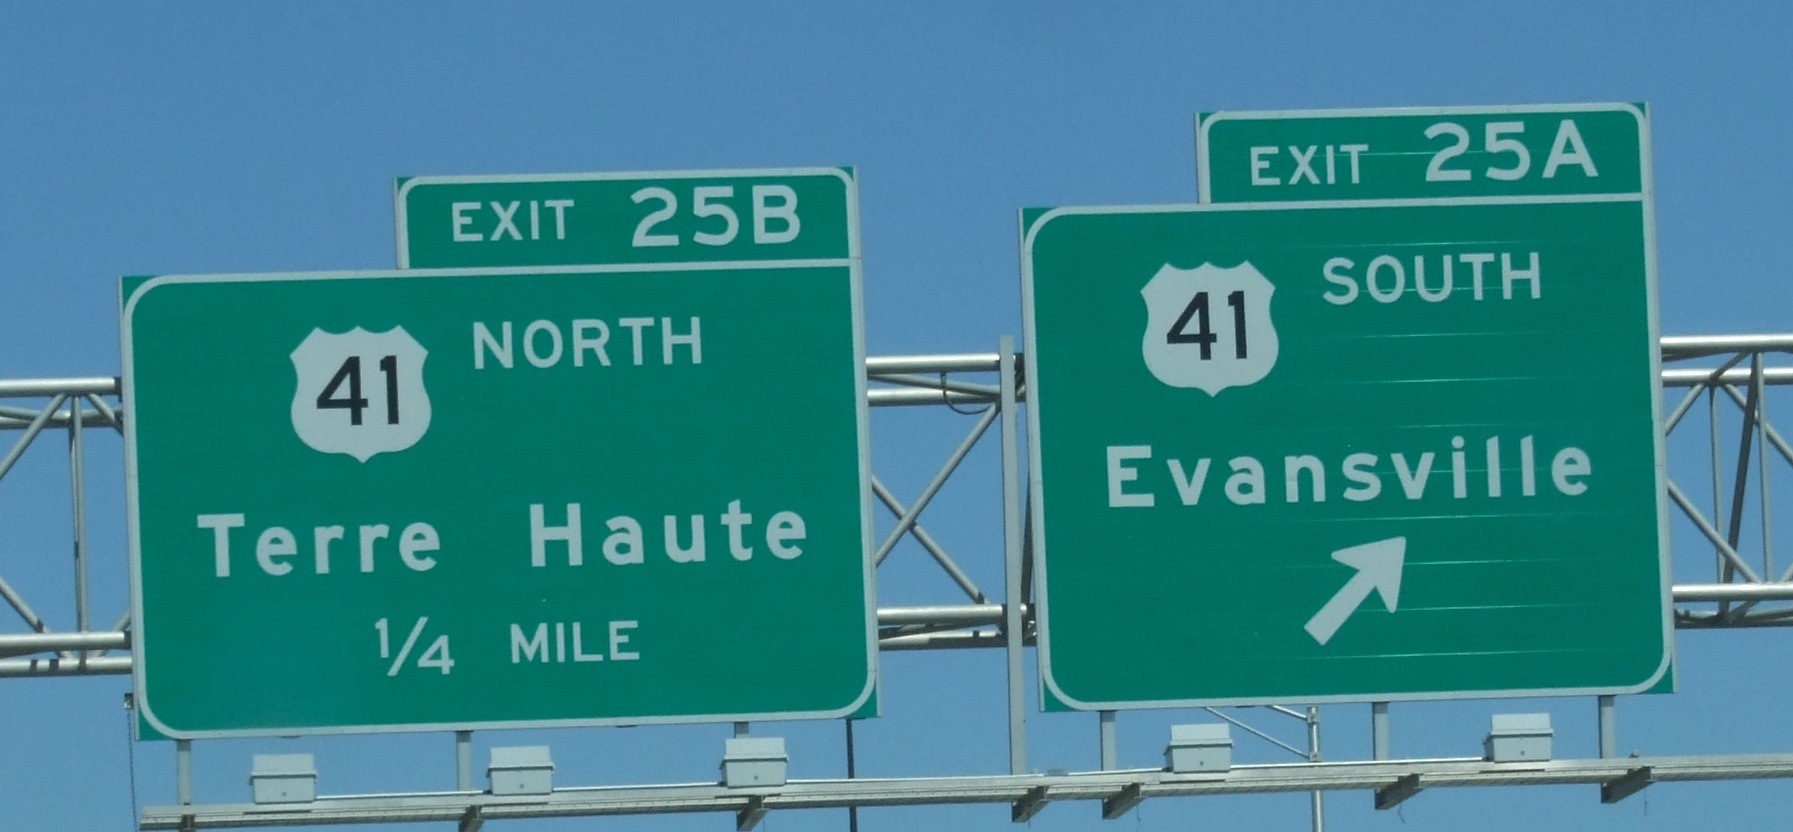 EXIT 25B
41 NORTH
Terre Haute
1/4 MILE
EXIT 25A
41 SOUTH
Evansville